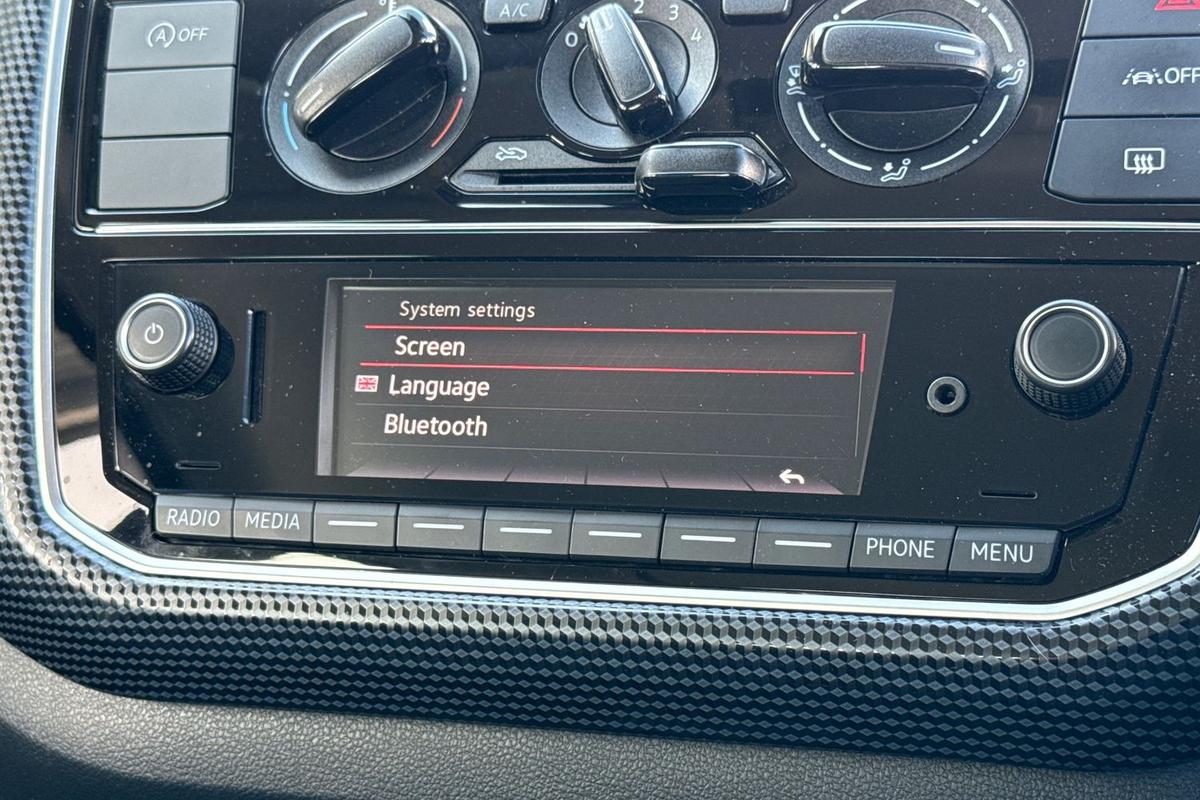 A OFF
°F
A/C
0 2 3 4
OFF
System settings
Screen
Language
Bluetooth
RADIO MEDIA PHONE MENU